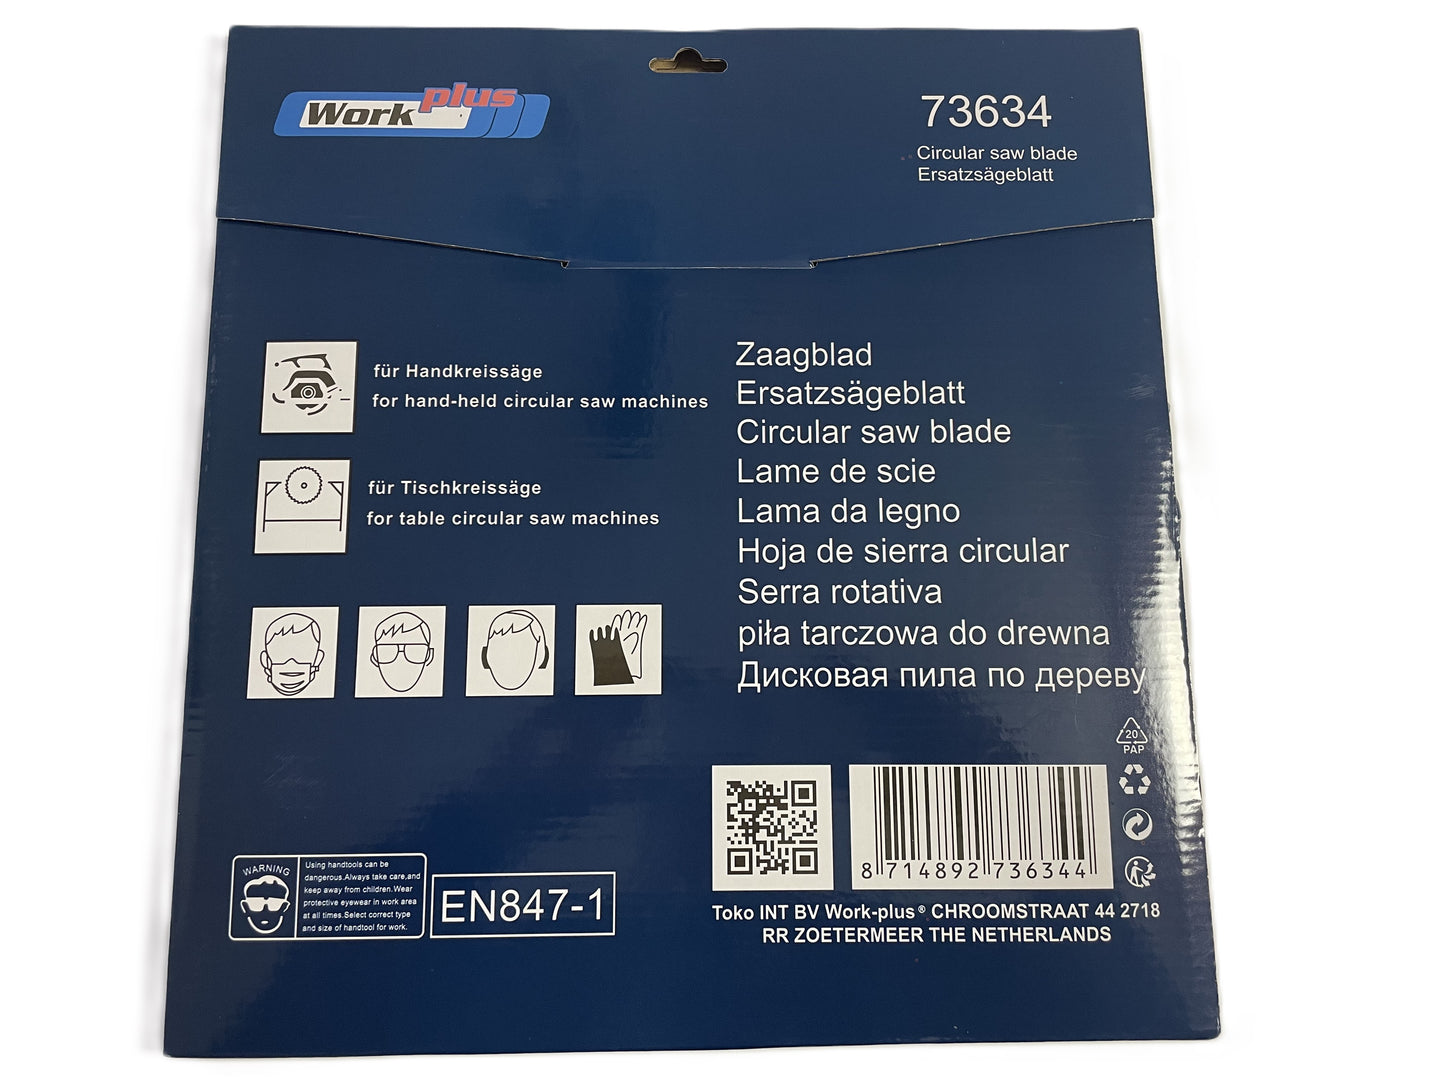 Work plus
73634
Circular saw blade
Ersatzsägeblatt
für Handkreissäge
for hand-held circular saw machines
für Tischkreissäge
for table circular saw machines
Zaagblad
Ersatzsägeblatt
Circular saw blade
Lame de scie
Lama da legno
Hoja de sierra circular
Serra rotativa
piła tarczowa do drewna
Дисковая пила по дереву
20
PAP
8 714892 736344
WARNING
Using handtools can be
dangerous.Always take care,and
keep away from children.Wear
protective eyewear in work area
at all times.Select correct type
and size of handtool for work.
EN847-1
Toko INT BV Work-plus® CHROOMSTRAAT 44 2718
RR ZOETERMEER THE NETHERLANDS